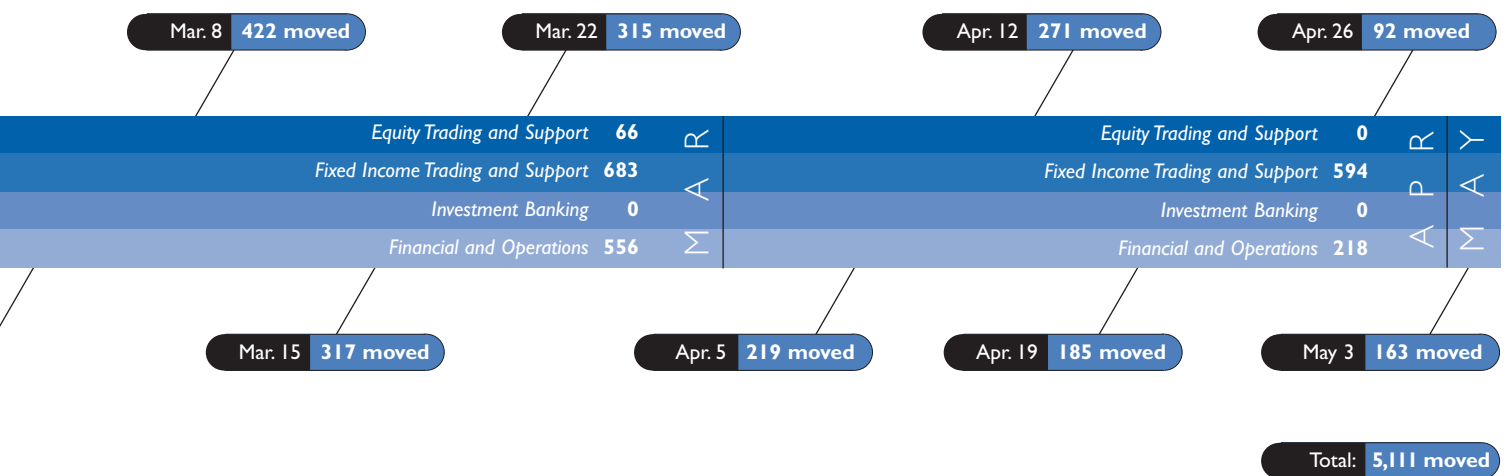 Mar. 8 422 moved
Mar. 22 315 moved
Apr. 12 271 moved
Apr. 26 92 moved
Equity Trading and Support 66
Fixed Income Trading and Support 683
Investment Banking 0
Financial and Operations 556
MAR
Equity Trading and Support 0
Fixed Income Trading and Support 594
Investment Banking 0
Financial and Operations 218
APR
MAY
Mar. 15 317 moved
Apr. 5 219 moved
Apr. 19 185 moved
May 3 163 moved
Total: 5,111 moved